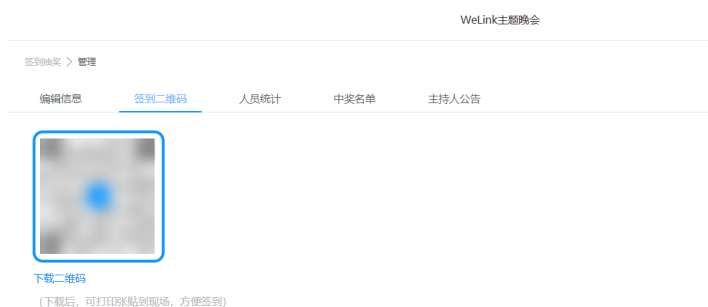 WeLink主题晚会
签到抽奖 > 管理
编辑信息 签到二维码 人员统计 中奖名单 主持人公告
下载二维码
(下载后，可打印张贴到现场，方便签到)